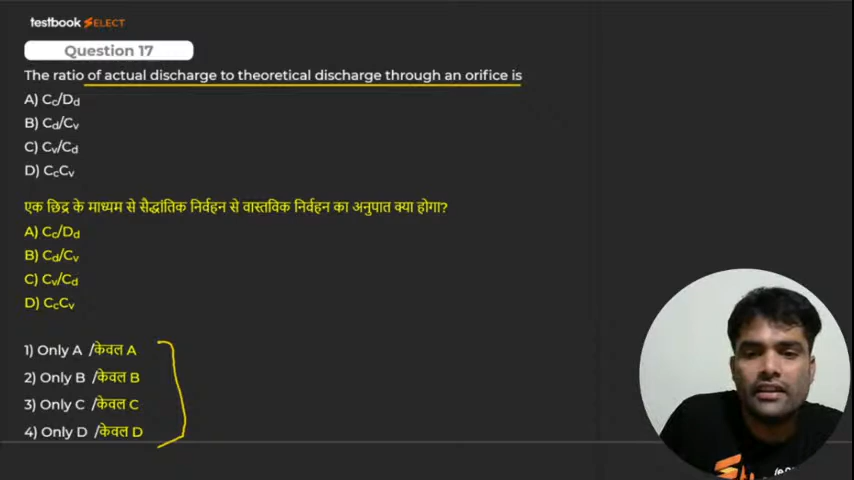 testbook SELECT
Question 17
The ratio of actual discharge to theoretical discharge through an orifice is
A) Cc/Dd
B) Cd/Cv
C) Cv/Cd
D) CcCv
एक छिद्र के माध्यम से सैद्धांतिक निर्वहन से वास्तविक निर्वहन का अनुपात क्या होगा?
A) Cc/Dd
B) Cd/Cv
C) Cv/Cd
D) CcCv
1) Only A /केवल A
2) Only B /केवल B
3) Only C /केवल C
4) Only D /केवल D